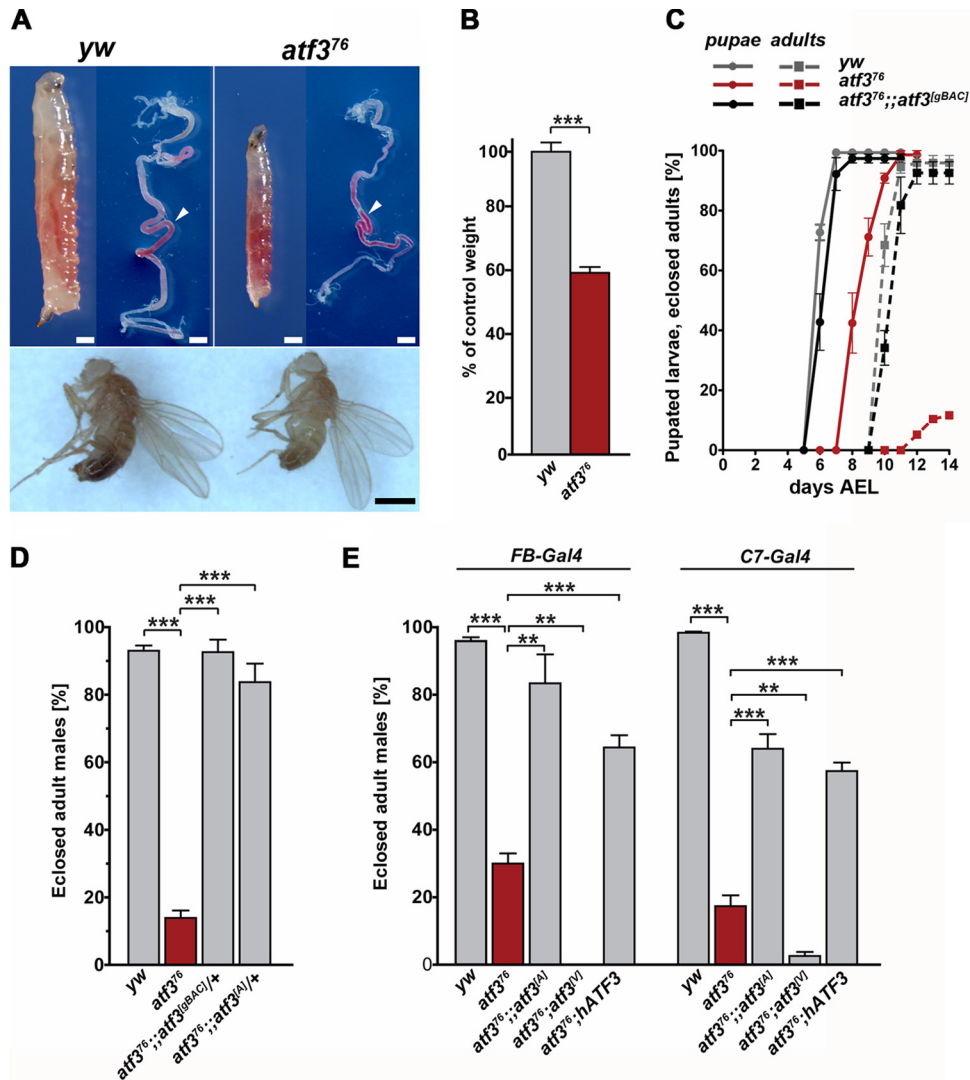 A
yw
atf3⁷⁶
B
***
100
80
60
40
20
0
% of control weight
yw
atf3⁷⁶
C
pupae adults
yw
atf3⁷⁶
atf3⁷⁶;;atf3[gBAC]
100
80
60
40
20
0
Pupated larvae, eclosed adults [%]
0 2 4 6 8 10 12 14
days AEL
D
***
***
***
100
80
60
40
20
0
Eclosed adult males [%]
yw
atf3⁷⁶
atf3⁷⁶;;atf3[gBAC]/+
atf3⁷⁶;;atf3[A]/+
E
FB-Gal4
C7-Gal4
***
*** **
**
***
***
**
***
100
80
60
40
20
0
Eclosed adult males [%]
yw
atf3⁷⁶
atf3⁷⁶;;atf3[A]
atf3⁷⁶;atf3[V]
atf3⁷⁶;hATF3
yw
atf3⁷⁶
atf3⁷⁶;;atf3[A]
atf3⁷⁶;atf3[V]
atf3⁷⁶;hATF3